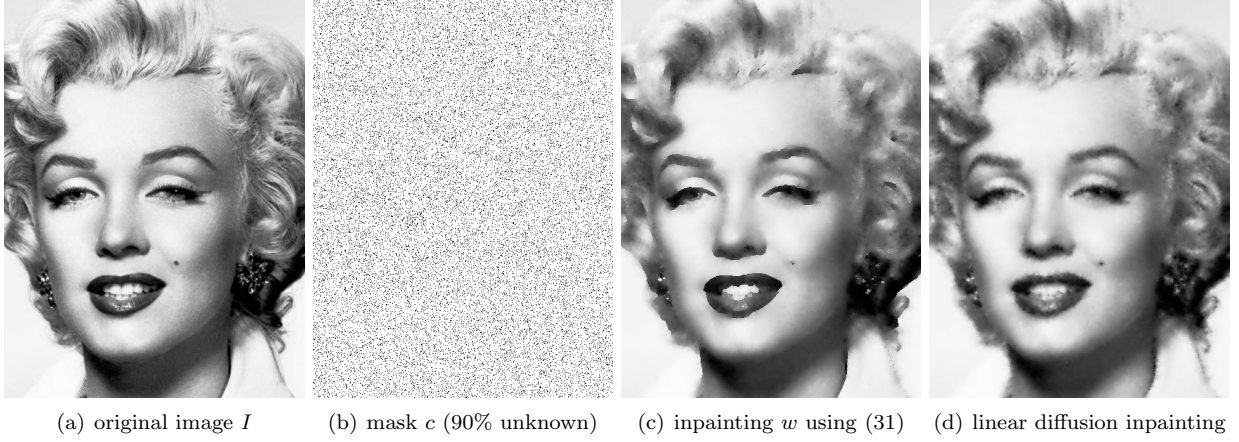 (a) original image I
(b) mask c (90% unknown)
(c) inpainting w using (31)
(d) linear diffusion inpainting